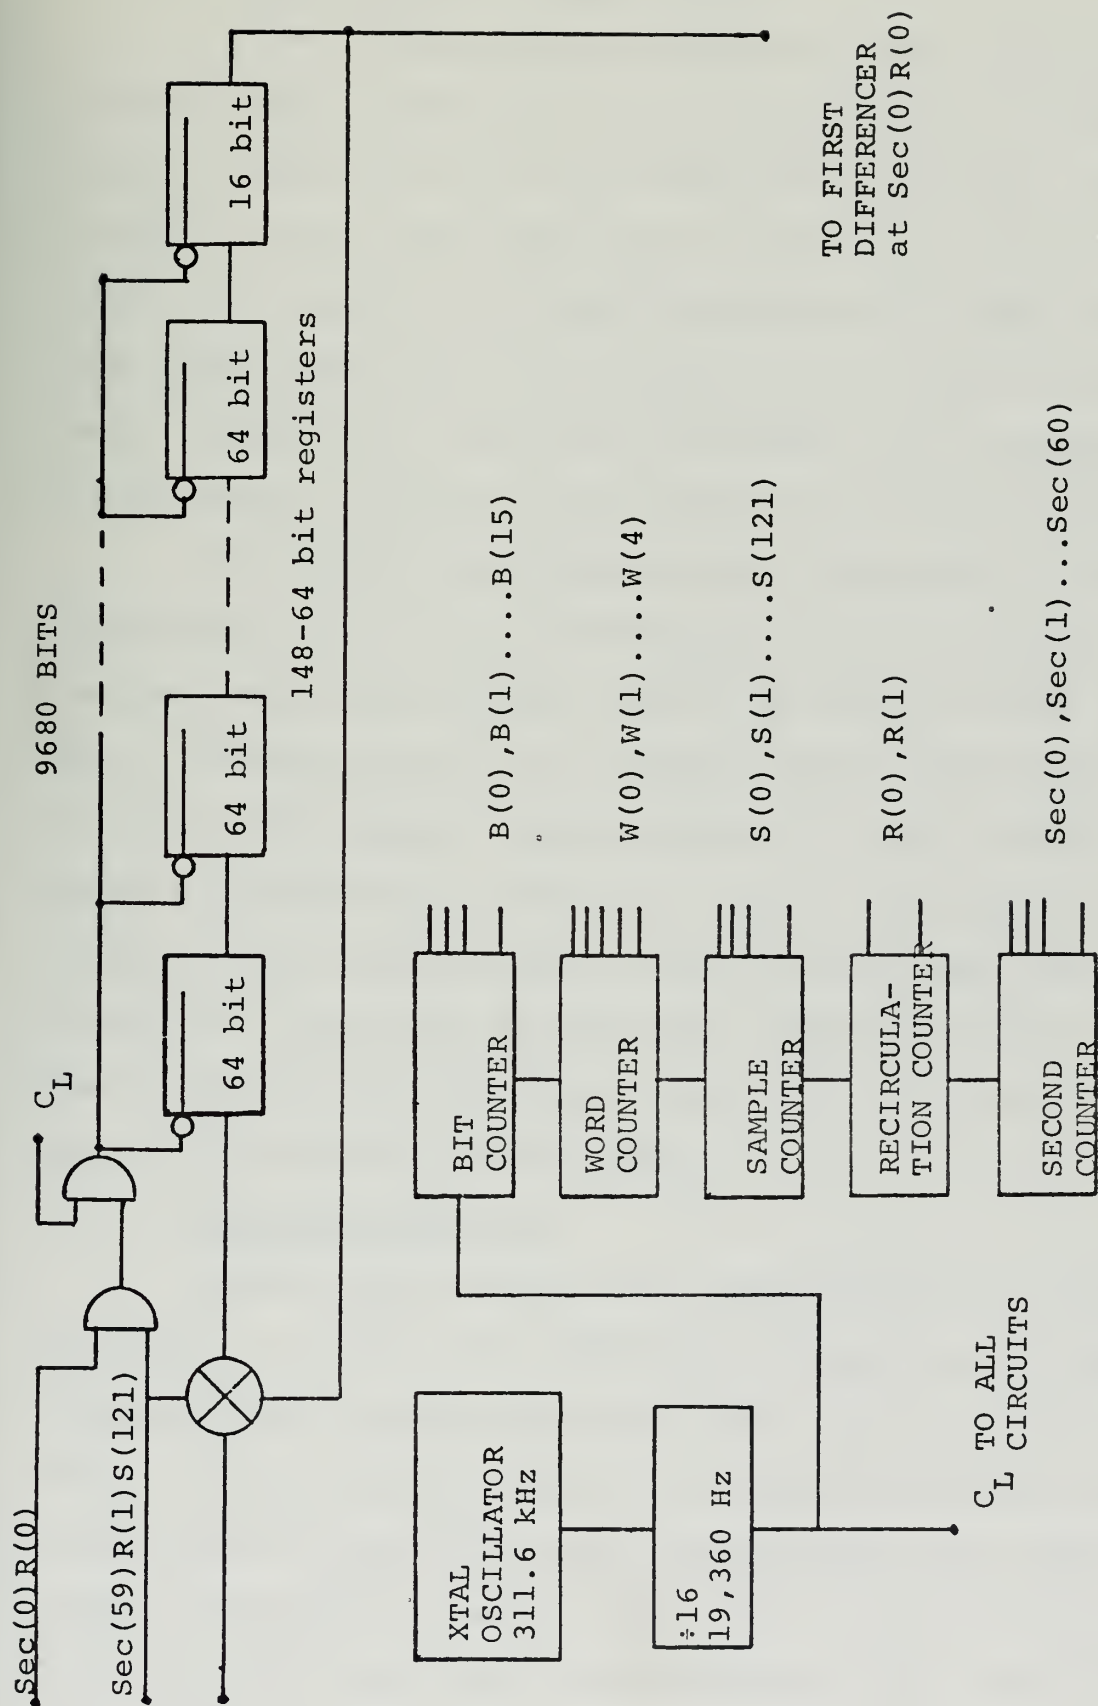 Sec(0)R(0)
Sec(59)R(1)S(121)
C_L
9680 BITS
64 bit
64 bit
64 bit
16 bit
148-64 bit registers
TO FIRST
DIFFERENCER
at Sec(0)R(0)
XTAL
OSCILLATOR
311.6 kHz
÷16
19,360 Hz
C_L TO ALL
CIRCUITS
BIT
COUNTER
B(0),B(1)....B(15)
WORD
COUNTER
W(0),W(1)....W(4)
SAMPLE
COUNTER
S(0),S(1)....S(121)
RECIRCULA-
TION COUNTER
R(0),R(1)
SECOND
COUNTER
Sec(0),Sec(1)...Sec(60)